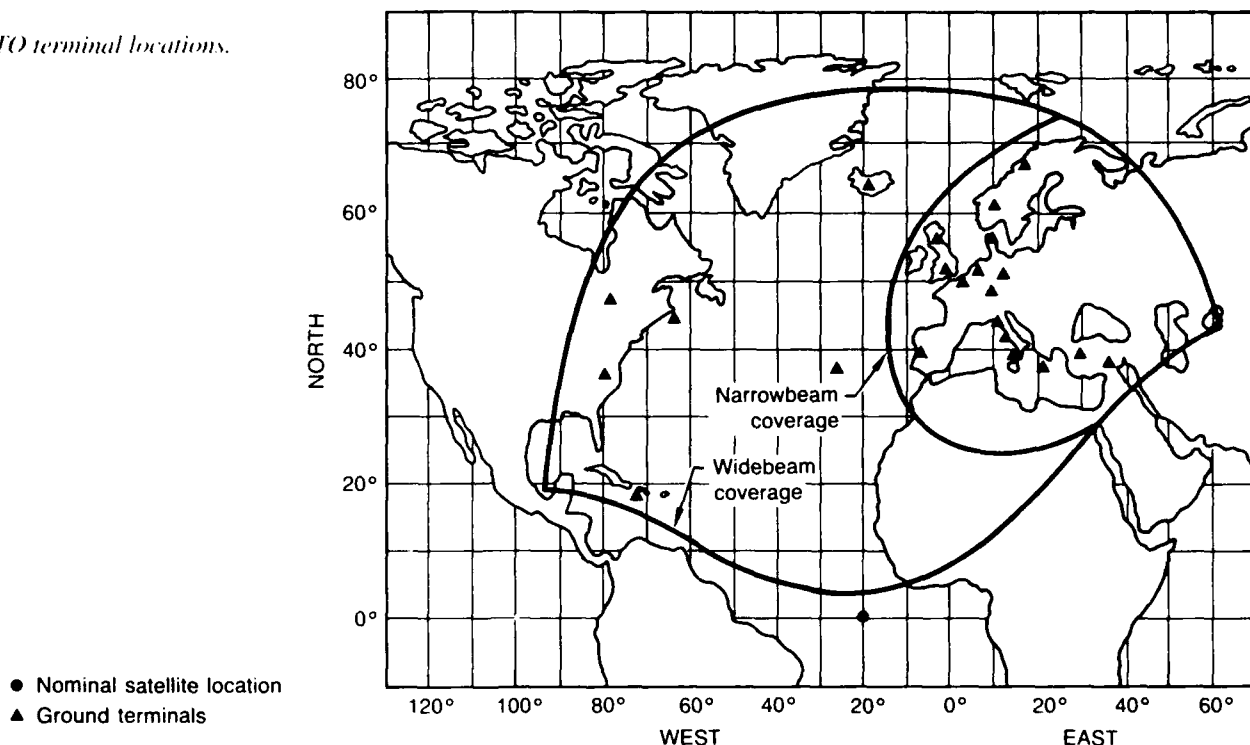 TO terminal locations.
80°
60°
NORTH
40°
20°
0°
Narrowbeam
coverage
Widebeam
coverage
120° 100° 80° 60° 40° 20° 0° 20° 40° 60°
WEST EAST
● Nominal satellite location
▲ Ground terminals